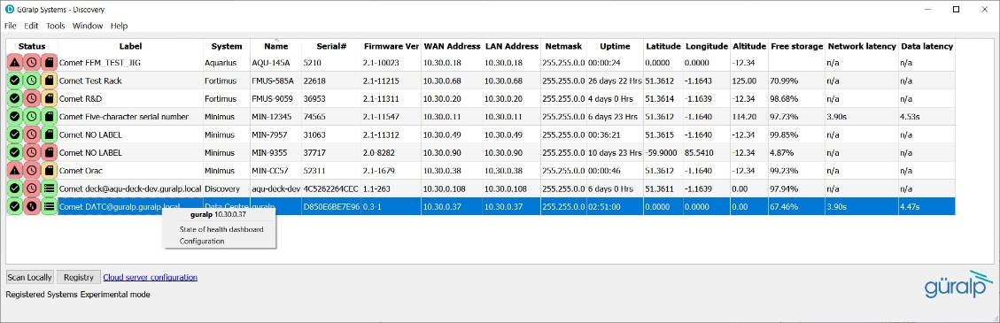 Güralp Systems - Discovery
File Edit Tools Window Help
Status Label System Name Serial# Firmware Ver WAN Address LAN Address Netmask Uptime Latitude Longitude Altitude Free storage Network latency Data latency
Comet FEM_TEST_JIG Aquarius AQU-145A 5210 2.1-10023 10.30.0.18 10.30.0.18 255.255.0.0 00:00:24 0.0000 0.0000 -12.34 n/a n/a
Comet Test Rack Fortimus FMUS-585A 22618 2.1-11215 10.30.0.68 10.30.0.68 255.255.0.0 26 days 22 Hrs 51.3612 -1.1643 125.00 70.99% n/a n/a
Comet R&D Fortimus FMUS-9059 36953 2.1-11311 10.30.0.20 10.30.0.20 255.255.0.0 4 days 0 Hrs 51.3614 -1.1639 -12.34 98.68% n/a n/a
Comet Five-character serial number Minimus MIN-12345 74565 2.1-11547 10.30.0.11 10.30.0.11 255.255.0.0 6 days 23 Hrs 51.3612 -1.1640 114.20 97.73% 3.90s 4.53s
Comet NO LABEL Minimus MIN-7957 31063 2.1-11312 10.30.0.49 10.30.0.49 255.255.0.0 00:36:21 51.3615 -1.1640 -12.34 99.85% n/a n/a
Comet NO LABEL Minimus MIN-9355 37717 2.0-8282 10.30.0.90 10.30.0.90 255.255.0.0 10 days 23 Hrs -59.9000 85.5410 -12.34 4.87% n/a n/a
Comet Orac Minimus MIN-CC57 52311 2.1-1679 10.30.0.38 10.30.0.38 255.255.0.0 00:00:46 51.3612 -1.1640 -12.34 99.23% n/a n/a
Comet deck@aqu-deck-dev.guralp.local Discovery aqu-deck-dev 4C5262264CEC 1.1-263 10.30.0.108 10.30.0.108 255.255.0.0 6 days 0 Hrs 51.3611 -1.1639 0.00 97.94% n/a n/a
Comet DATC@guralp.guralp.local Data Centre guralp D850E6BE7E96 0.3-1 10.30.0.37 10.30.0.37 255.255.0.0 02:51:00 0.0000 0.0000 0.00 67.46% 3.90s 4.47s
guralp 10.30.0.37
State of health dashboard
Configuration
Scan Locally Registry Cloud server configuration
güralp
Registered Systems Experimental mode